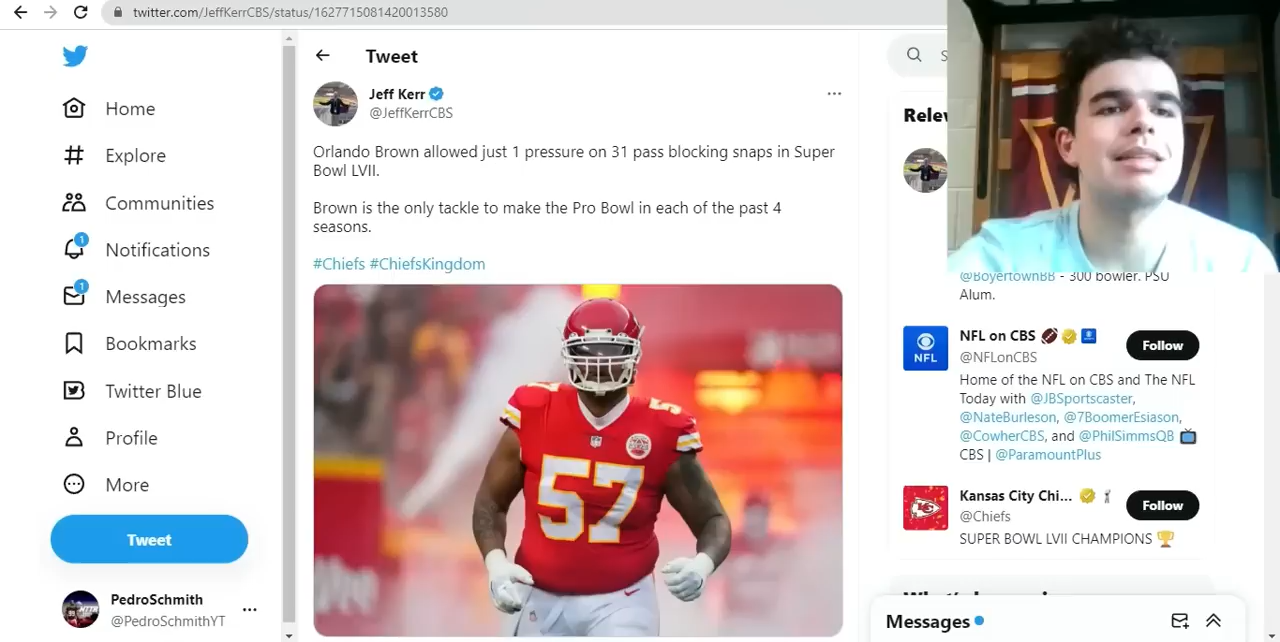 twitter.com/JeffKerrCBS/status/1627715081420013580
Home
Explore
Communities
1
Notifications
1
Messages
Bookmarks
Twitter Blue
Profile
More
Tweet
PedroSchmith
@PedroSchmithYT
Tweet
Jeff Kerr
@JeffKerrCBS
Orlando Brown allowed just 1 pressure on 31 pass blocking snaps in Super
Bowl LVII.
Brown is the only tackle to make the Pro Bowl in each of the past 4
seasons.
#Chiefs #ChiefsKingdom
57
S
Relev
@BoyertownBB - 300 bowler. PSU
Alum.
NFL
NFL on CBS
@NFLonCBS
Follow
Home of the NFL on CBS and The NFL
Today with @JBSportscaster,
@NateBurleson, @7BoomerEsiason,
@CowherCBS, and @PhilSimmsQB
CBS | @ParamountPlus
Kansas City Chi...
@Chiefs
Follow
SUPER BOWL LVII CHAMPIONS
Messages